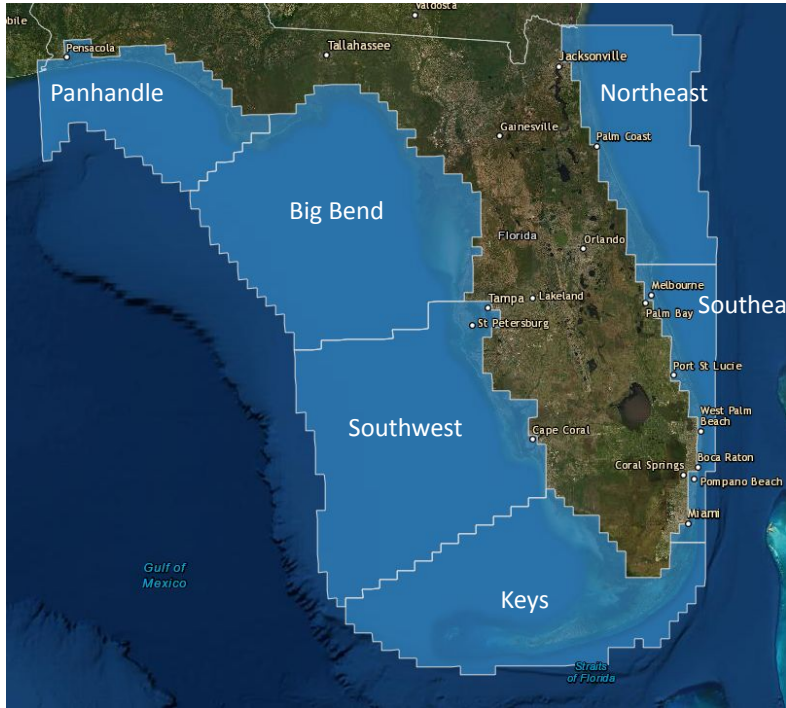 Valdosta
obile
Pensacola
Tallahassee
Jacksonville
Panhandle
Northeast
Gainesville
Palm Coast
Big Bend
Florida
Orlando
Melbourne
Tampa
Lakeland
Palm Bay
Southea
St Petersburg
Port St Lucie
Southwest
West Palm
Beach
Cape Coral
Boca Raton
Coral Springs
Pompano Beach
Miami
Gulf of
Mexico
Keys
Straits
of Florida